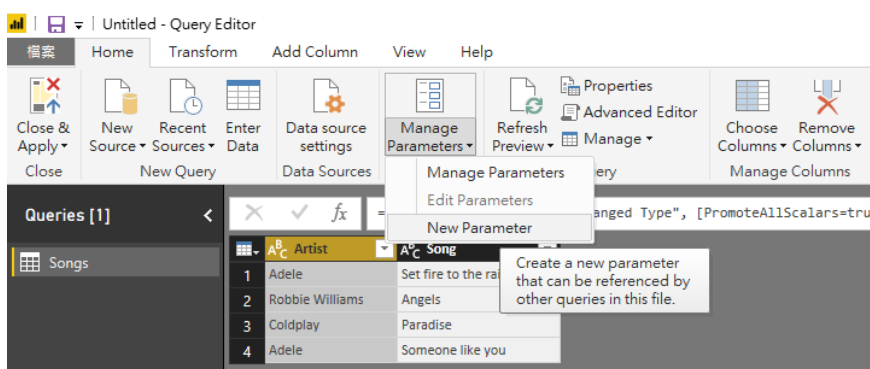 Untitled - Query Editor
檔案 Home Transform Add Column View Help
Close & Apply
New Source
Recent Sources
Enter Data
Data source settings
Manage Parameters
Refresh Preview
Properties
Advanced Editor
Manage
Choose Columns
Remove Columns
Close New Query Data Sources ery Manage Columns
Manage Parameters
Edit Parameters
New Parameter
Queries [1]
fx = anged Type", [PromoteAllScalars=tru
Songs
ABC Artist ABC Song
1 Adele Set fire to the rai
2 Robbie Williams Angels
3 Coldplay Paradise
4 Adele Someone like you
Create a new parameter
that can be referenced by
other queries in this file.